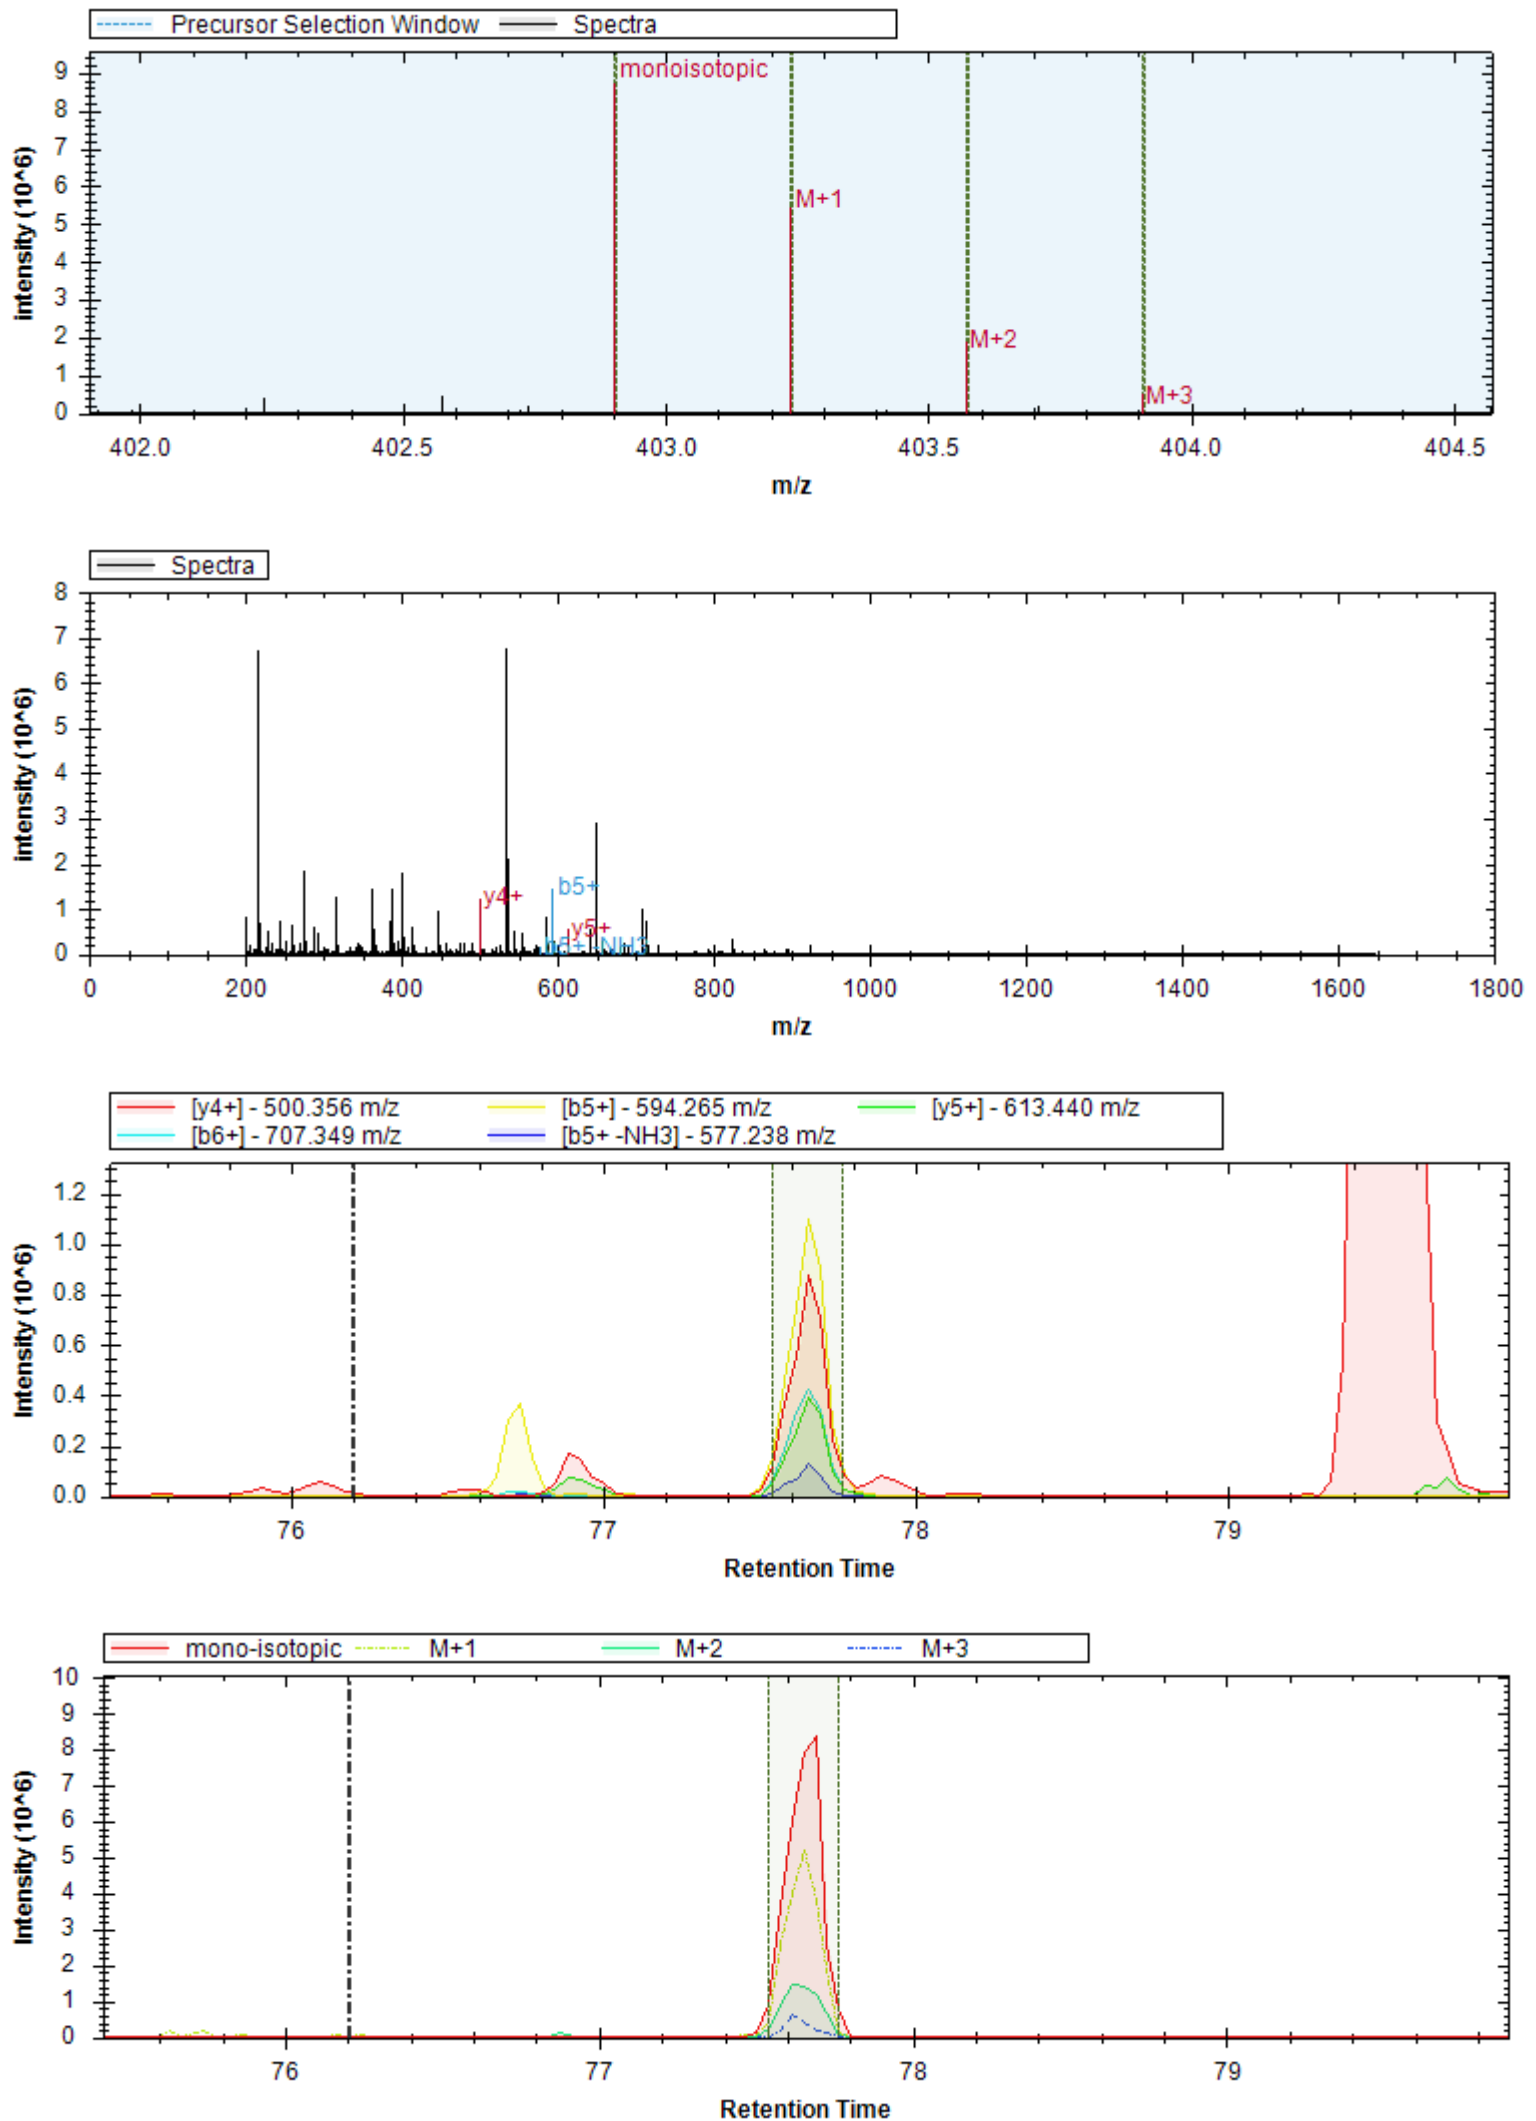 Precursor Selection Window Spectra
monoisotopic
M+1
M+2
M+3
intensity (10^6)
9
8
7
6
5
4
3
2
1
0
402.0 402.5 403.0 403.5 404.0 404.5
m/z
Spectra
intensity (10^6)
8
7
6
5
4
3
2
1
0
y4+
b5+
y5+
b5+ -NH3
0 200 400 600 800 1000 1200 1400 1600 1800
m/z
[y4+] - 500.356 m/z [b5+] - 594.265 m/z [y5+] - 613.440 m/z
[b6+] - 707.349 m/z [b5+ -NH3] - 577.238 m/z
Intensity (10^6)
1.2
1.0
0.8
0.6
0.4
0.2
0.0
76 77 78 79
Retention Time
mono-isotopic M+1 M+2 M+3
Intensity (10^6)
10
9
8
7
6
5
4
3
2
1
0
76 77 78 79
Retention Time